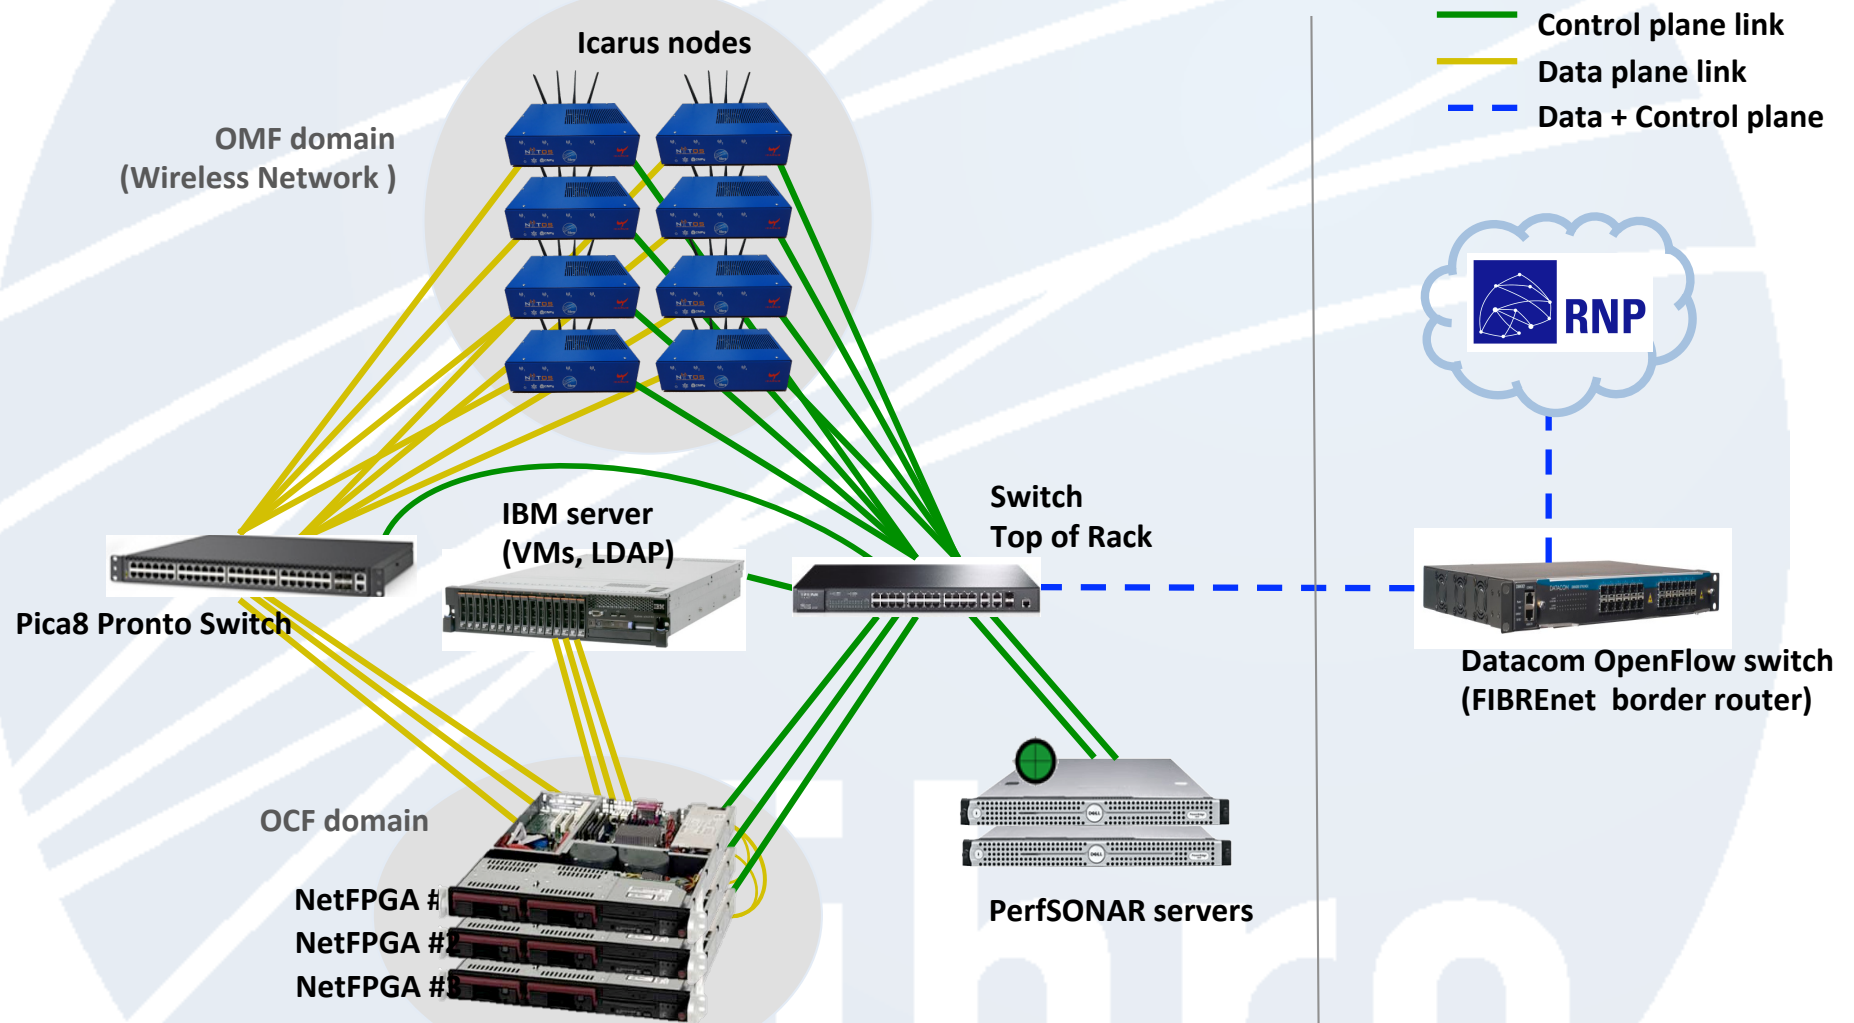 Icarus nodes
Control plane link
Data plane link
Data + Control plane
OMF domain
(Wireless Network )
RNP
IBM server
(VMs, LDAP)
Switch
Top of Rack
Pica8 Pronto Switch
DATACOM
Datacom OpenFlow switch
(FIBREnet border router)
OCF domain
NetFPGA #
NetFPGA #2
NetFPGA #3
PerfSONAR servers